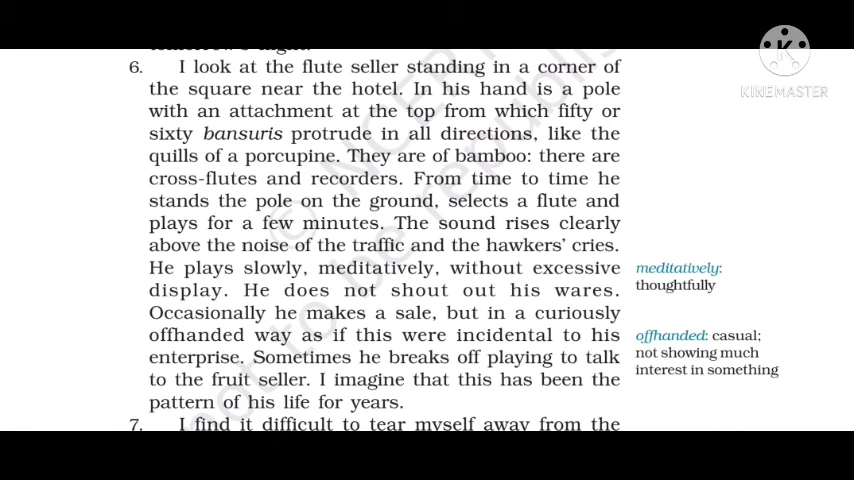 6. I look at the flute seller standing in a corner of
the square near the hotel. In his hand is a pole
with an attachment at the top from which fifty or
sixty bansuris protrude in all directions, like the
quills of a porcupine. They are of bamboo: there are
cross-flutes and recorders. From time to time he
stands the pole on the ground, selects a flute and
plays for a few minutes. The sound rises clearly
above the noise of the traffic and the hawkers' cries.
He plays slowly, meditatively, without excessive
display. He does not shout out his wares.
Occasionally he makes a sale, but in a curiously
offhanded way as if this were incidental to his
enterprise. Sometimes he breaks off playing to talk
to the fruit seller. I imagine that this has been the
pattern of his life for years.
7. I find it difficult to tear myself away from the
meditatively:
thoughtfully
offhanded: casual;
not showing much
interest in something
K
KINEMASTER
© NCERT
not to be republi